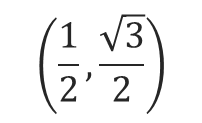 (1/2, √3/2)